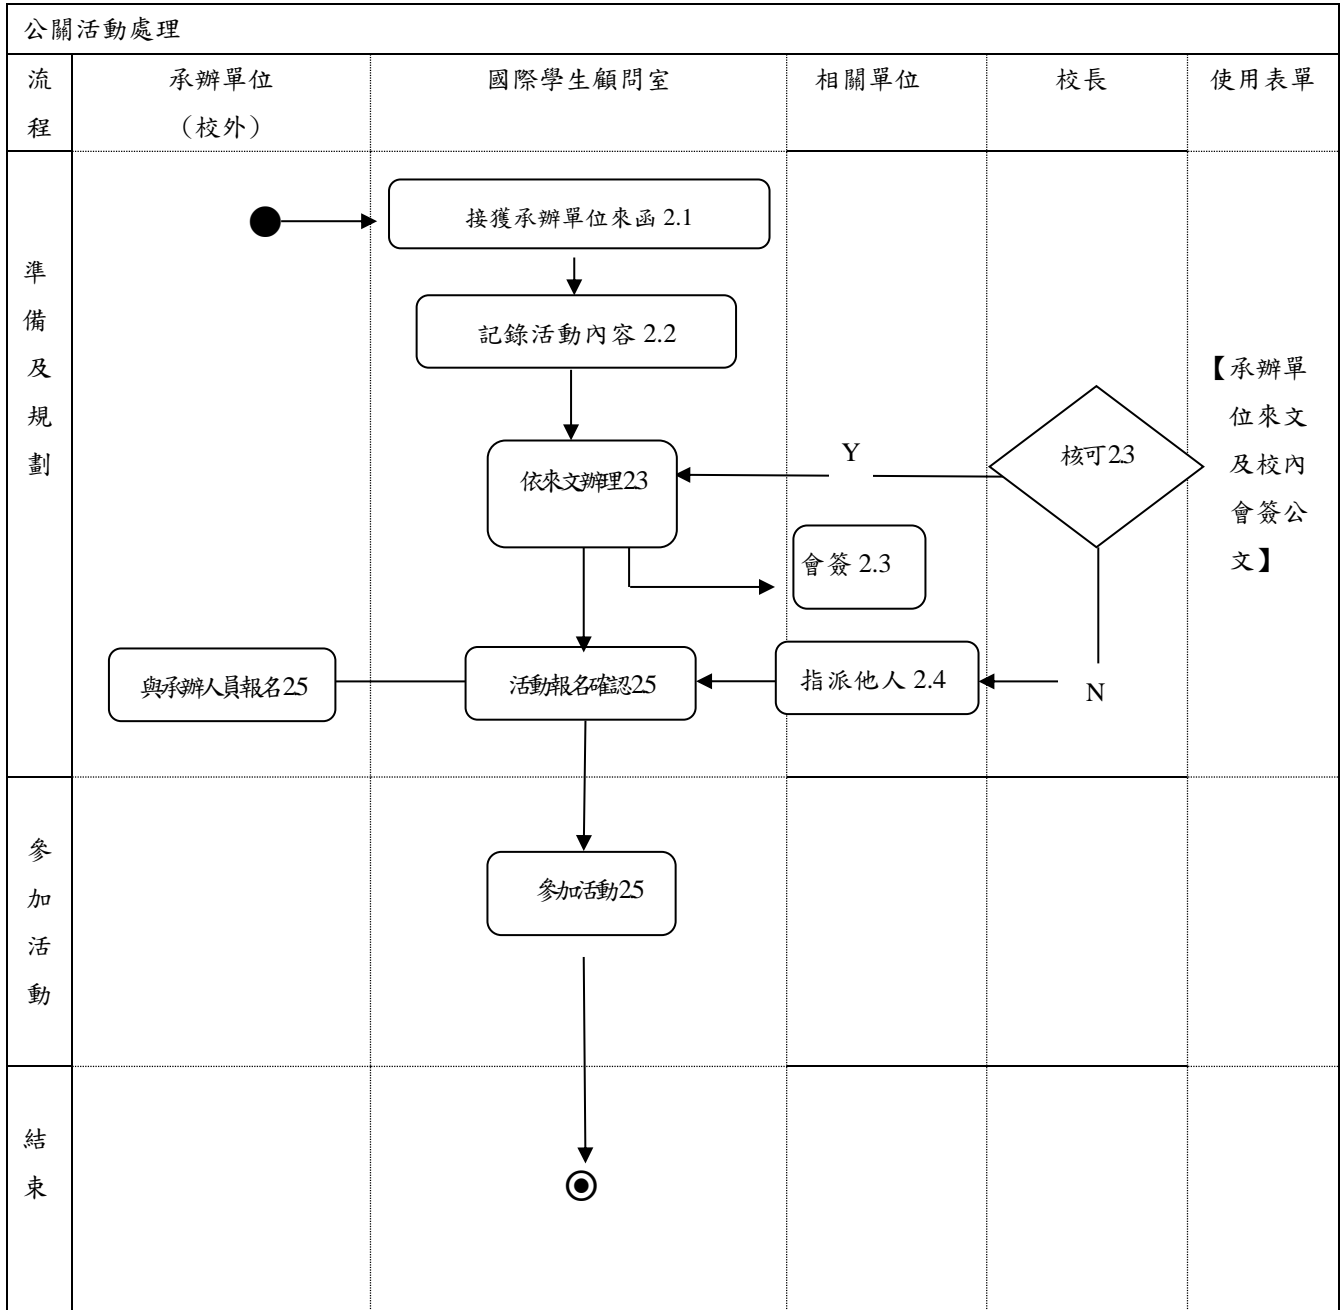 公關活動處理
流
程
承辦單位
（校外）
國際學生顧問室
相關單位
校長
使用表單
準
備
及
規
劃
接獲承辦單位來函 2.1
記錄活動內容 2.2
依來文辦理2.3
Y
核可2.3
【承辦單
位來文
及校內
會簽公
文】
會簽 2.3
與承辦人員報名2.5
活動報名確認2.5
指派他人 2.4
N
參
加
活
動
參加活動2.5
結
束